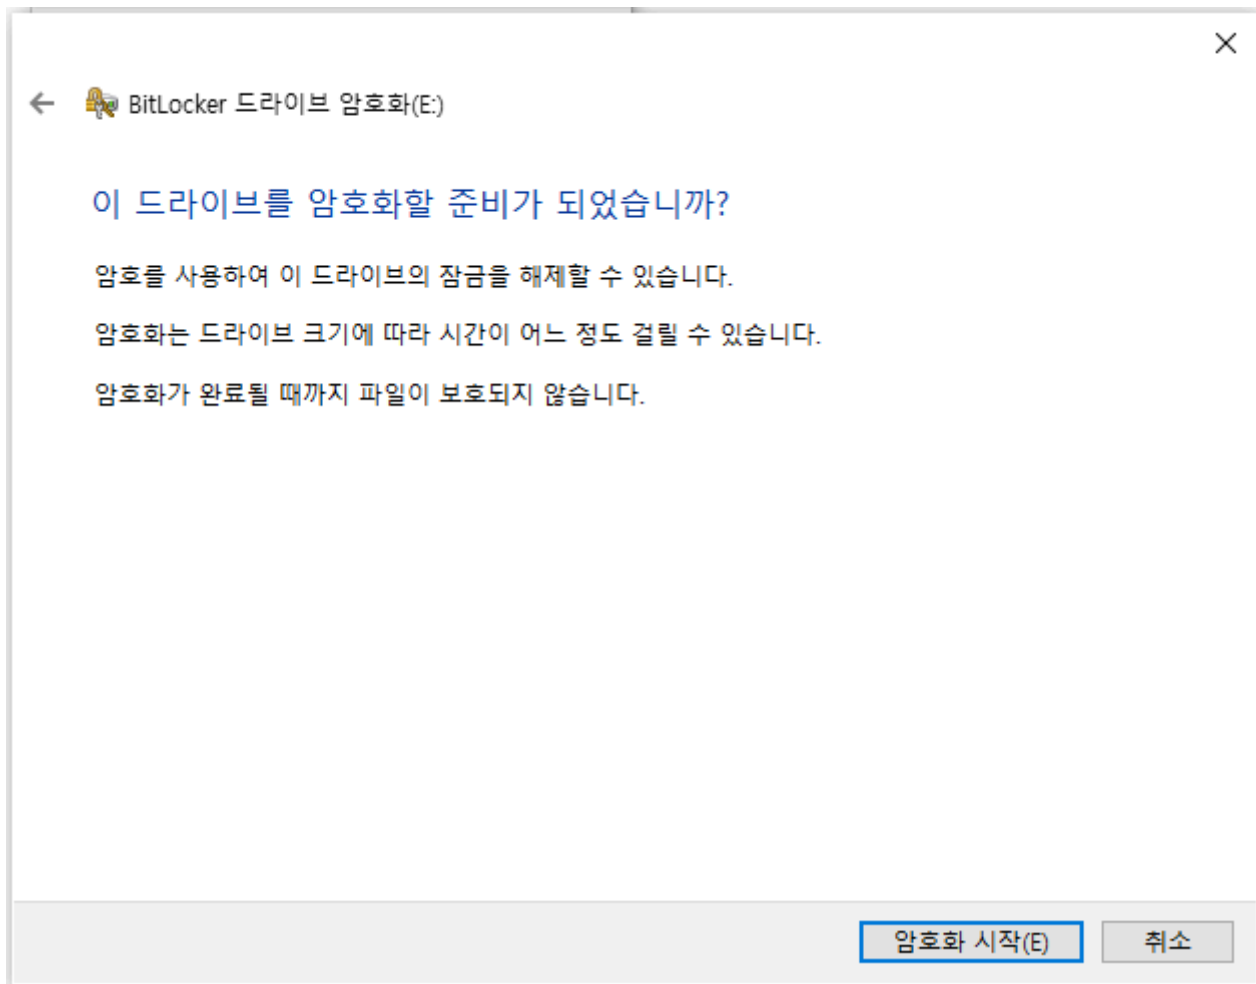 BitLocker 드라이브 암호화(E:)
이 드라이브를 암호화할 준비가 되었습니까?
암호를 사용하여 이 드라이브의 잠금을 해제할 수 있습니다.
암호화는 드라이브 크기에 따라 시간이 어느 정도 걸릴 수 있습니다.
암호화가 완료될 때까지 파일이 보호되지 않습니다.
암호화 시작(E)
취소